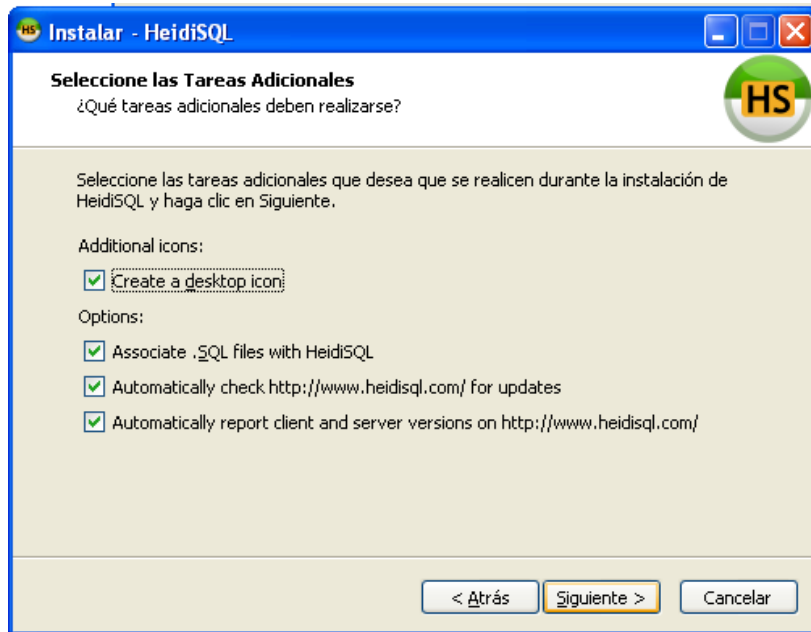 HS Instalar - HeidiSQL
Seleccione las Tareas Adicionales
¿Qué tareas adicionales deben realizarse?
HS
Seleccione las tareas adicionales que desea que se realicen durante la instalación de
HeidiSQL y haga clic en Siguiente.
Additional icons:
Create a desktop icon
Options:
Associate .SQL files with HeidiSQL
Automatically check http://www.heidisql.com/ for updates
Automatically report client and server versions on http://www.heidisql.com/
< Atrás Siguiente > Cancelar